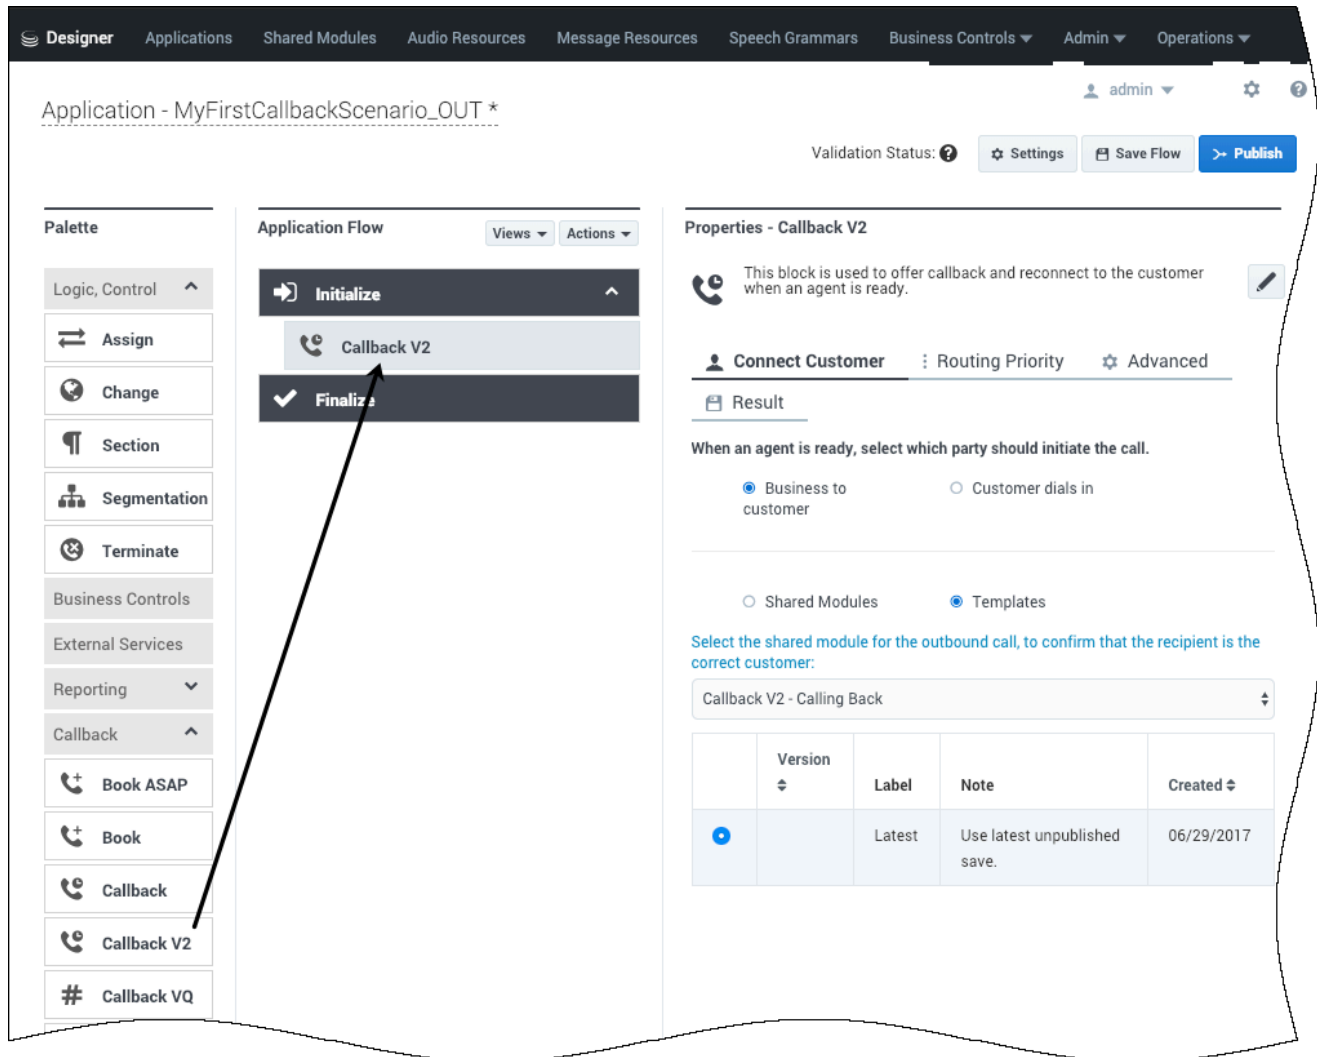 Designer Applications Shared Modules Audio Resources Message Resources Speech Grammars Business Controls Admin Operations
admin
Application - MyFirstCallbackScenario_OUT *
Validation Status: Settings Save Flow Publish
Palette
Logic, Control
Assign
Change
Section
Segmentation
Terminate
Business Controls
External Services
Reporting
Callback
Book ASAP
Book
Callback
Callback V2
Callback VQ
Application Flow Views Actions
Initialize
Callback V2
Finalize
Properties - Callback V2
This block is used to offer callback and reconnect to the customer
when an agent is ready.
Connect Customer Routing Priority Advanced
Result
When an agent is ready, select which party should initiate the call.
Business to Customer dials in
customer
Shared Modules Templates
Select the shared module for the outbound call, to confirm that the recipient is the
correct customer:
Callback V2 - Calling Back
Version
Label Note Created
Latest Use latest unpublished 06/29/2017
save.